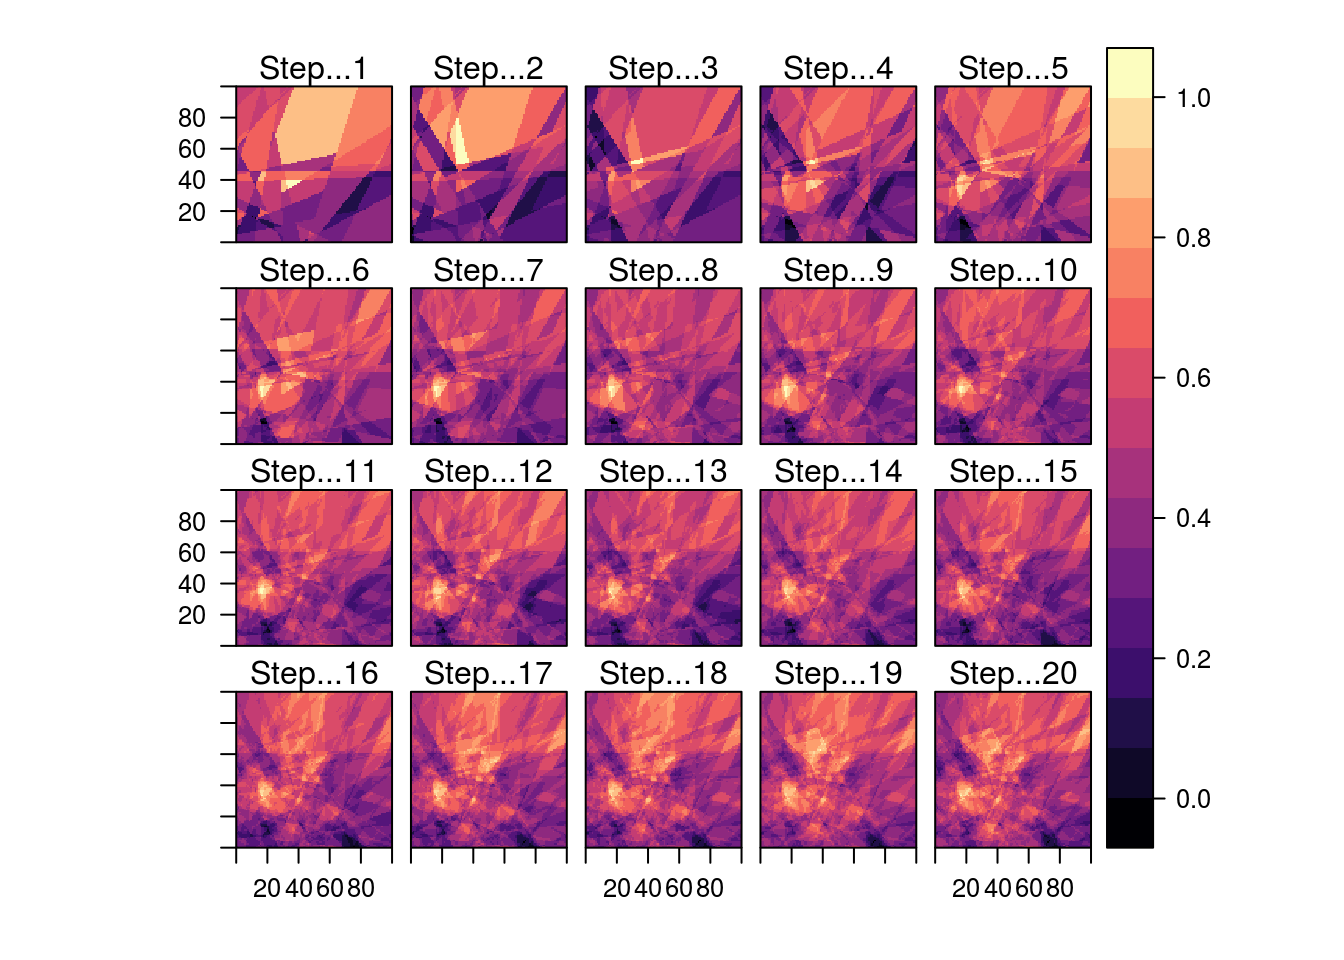 Step...1 Step...2 Step...3 Step...4 Step...5
1.0
80
60
40
20
0.8
Step...6 Step...7 Step...8 Step...9 Step...10
0.6
Step...11 Step...12 Step...13 Step...14 Step...15
80
0.4
60
40
20
0.2
Step...16 Step...17 Step...18 Step...19 Step...20
0.0
20 40 60 80 20 40 60 80 20 40 60 80